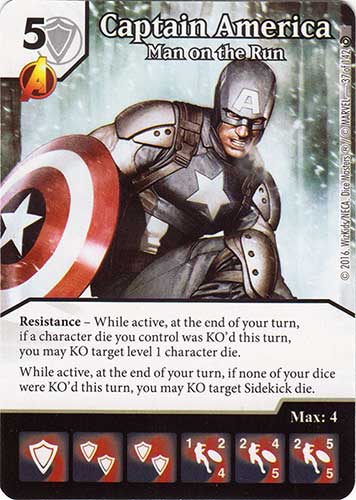 5
Captain America
Man on the Run
Resistance – While active, at the end of your turn,
if a character die you control was KO'd this turn,
you may KO target level 1 character die.
While active, at the end of your turn, if none of your dice
were KO'd this turn, you may KO target Sidekick die.
Max: 4
1 2
4
2 4
5
2 5
5
© 2016, WizKids/NECA. Dice Masters ®/ © MARVEL — 37 of 142
A